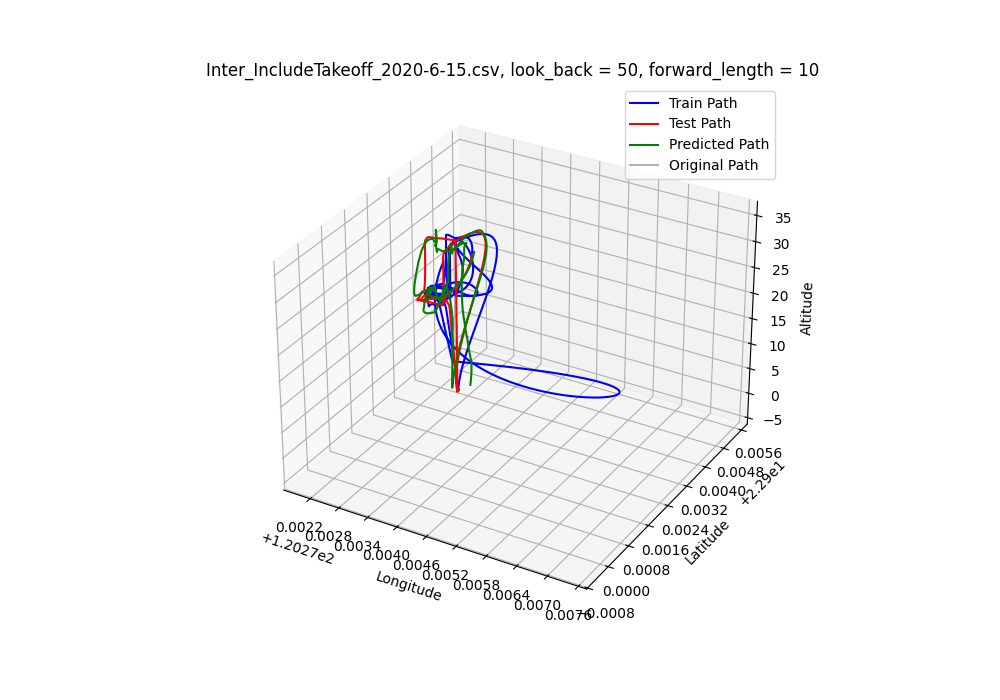 Inter_IncludeTakeoff_2020-6-15.csv, look_back = 50, forward_length = 10
Train Path
Test Path
Predicted Path
Original Path
35
30
25
20
15
10
5
0
−5
Altitude
0.0056
0.0048
0.0040
0.0032
0.0024
0.0016
0.0008
0.0000
−0.0008
+2.29e1
Latitude
0.0022
0.0028
0.0034
0.0040
0.0046
0.0052
0.0058
0.0064
0.0070
0.0076
+1.2027e2
Longitude